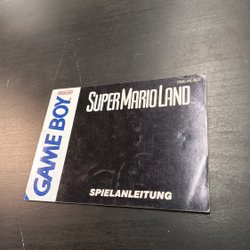 SUPER MARIO LAND
GAME BOY
SPIELANLEITUNG